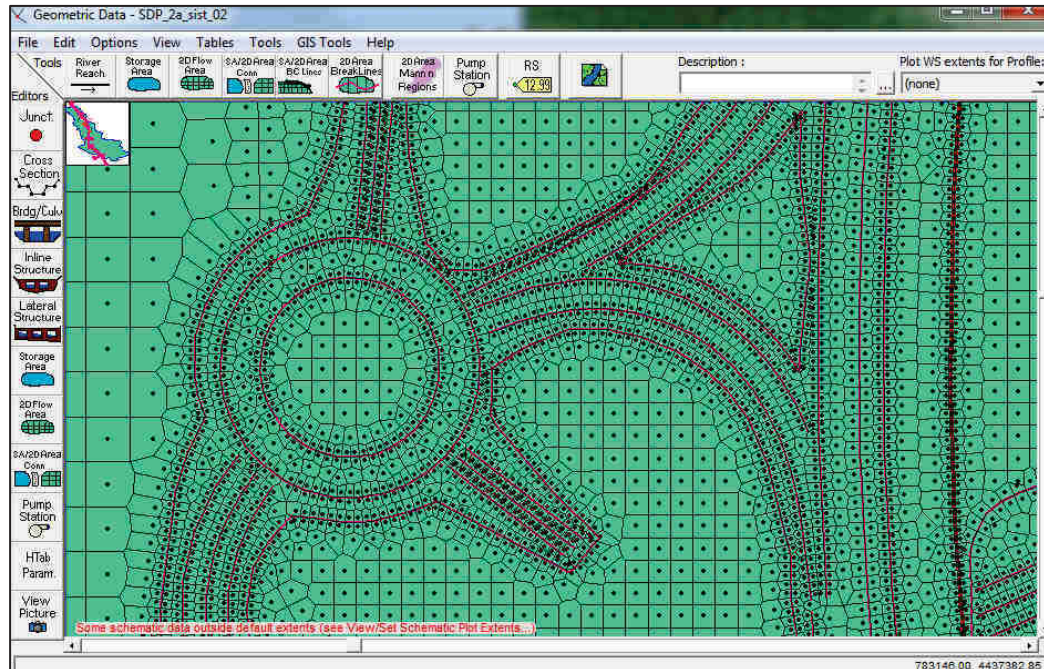 Geometric Data - SDP_2a_sist_02
File Edit Options View Tables Tools GIS Tools Help
Tools
Editors
River
Reach
Storage
Area
2D Flow
Area
SA/2D Area
Conn
SA/2D Area
BC Lines
2D Area
BreakLines
2D Area
Mann n
Regions
Pump
Station
RS
12.99
Description :
...
Plot WS extents for Profile:
(none)
Junct.
Cross
Section
Brdg/Culv
Inline
Structure
Lateral
Structure
Storage
Area
2D Flow
Area
SA/2D Area
Conn
Pump
Station
HTab
Param.
View
Picture
Some schematic data outside default extents (see View/Set Schematic Plot Extents...)
783146.00, 4437382.85